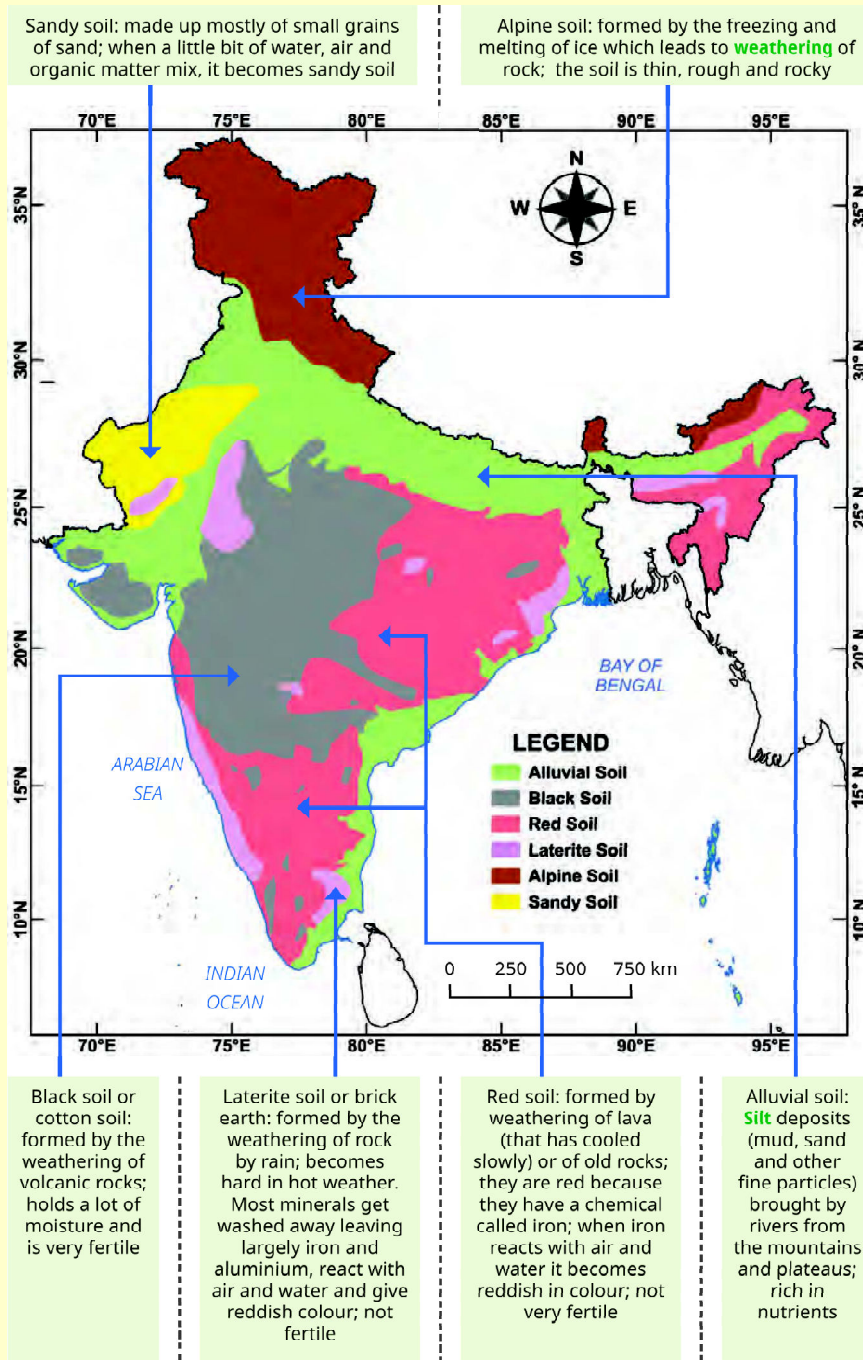 Sandy soil: made up mostly of small grains
of sand; when a little bit of water, air and
organic matter mix, it becomes sandy soil
Alpine soil: formed by the freezing and
melting of ice which leads to weathering of
rock; the soil is thin, rough and rocky
70°E 75°E 80°E 85°E 90°E 95°E
35°N
30°N
25°N
20°N
15°N
10°N
N
W E
S
35°N
30°N
25°N
20°N
15°N
10°N
BAY OF
BENGAL
ARABIAN
SEA
INDIAN
OCEAN
LEGEND
Alluvial Soil
Black Soil
Red Soil
Laterite Soil
Alpine Soil
Sandy Soil
0 250 500 750 km
70°E 75°E 80°E 85°E 90°E 95°E
Black soil or
cotton soil:
formed by the
weathering of
volcanic rocks;
holds a lot of
moisture and
is very fertile
Laterite soil or brick
earth: formed by the
weathering of rock
by rain; becomes
hard in hot weather.
Most minerals get
washed away leaving
largely iron and
aluminium, react with
air and water and give
reddish colour; not
fertile
Red soil: formed by
weathering of lava
(that has cooled
slowly) or of old rocks;
they are red because
they have a chemical
called iron; when iron
reacts with air and
water it becomes
reddish in colour; not
very fertile
Alluvial soil:
Silt deposits
(mud, sand
and other
fine particles)
brought by
rivers from
the mountains
and plateaus;
rich in
nutrients